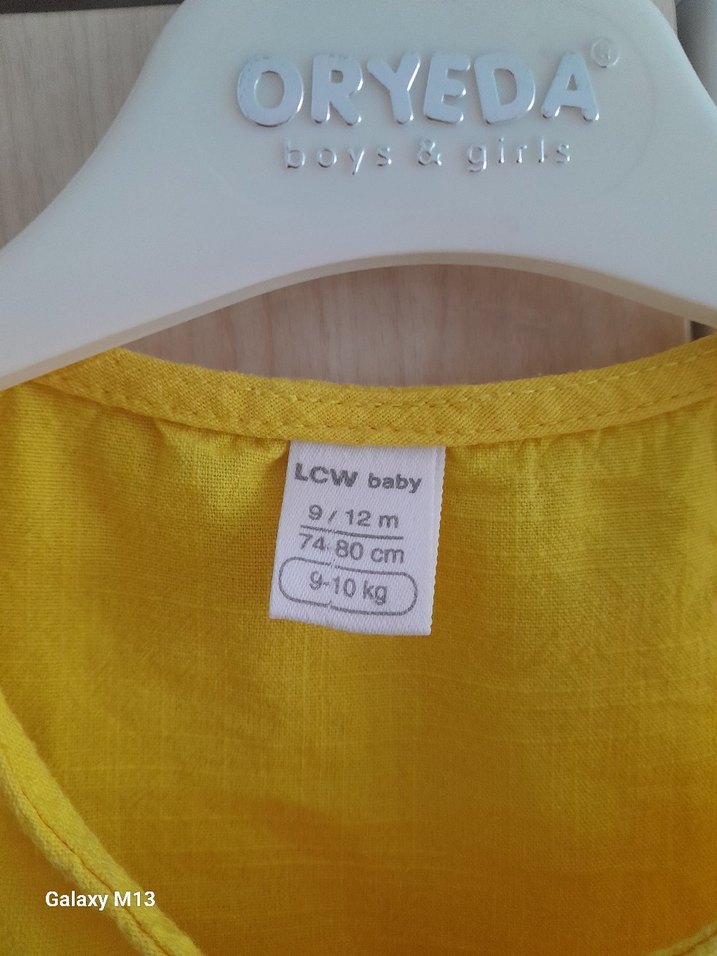 ORYEDA®
boys & girls
LCW baby
9 / 12 m
74-80 cm
9-10 kg
Galaxy M13